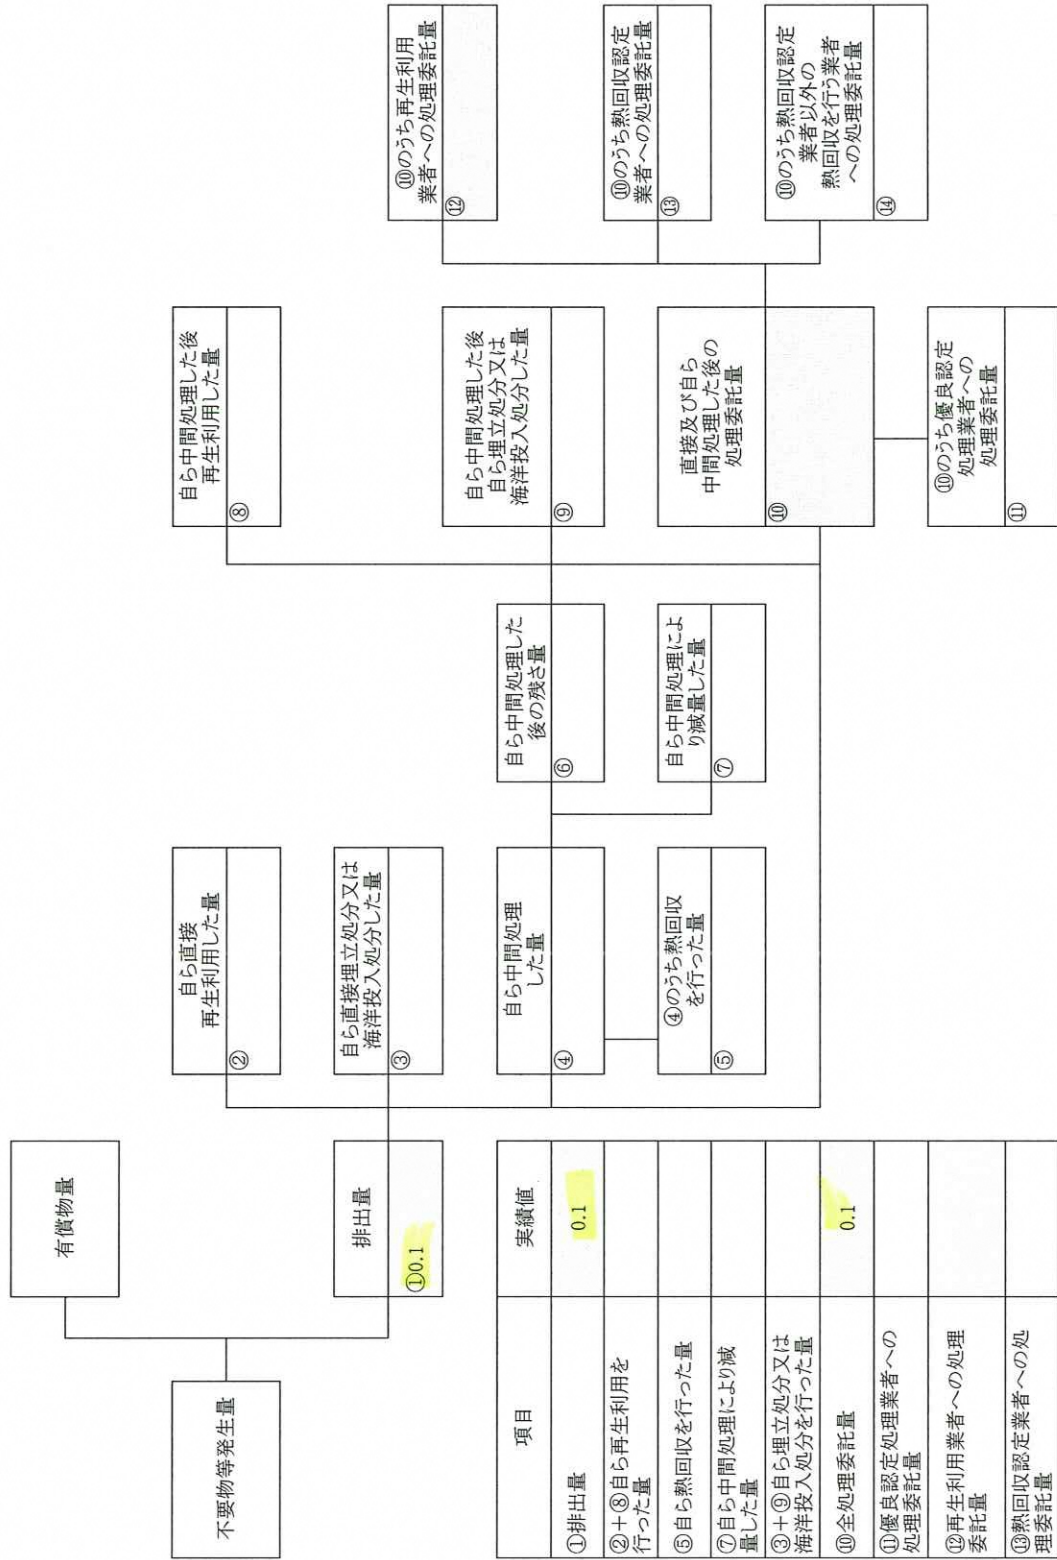 不要物等発生量
有償物量
排出量
①0.1
自ら直接
再生利用した量
②
自ら直接埋立処分又は
海洋投入処分した量
③
自ら中間処理
した量
④
④のうち熱回収
を行った量
⑤
自ら中間処理した
後の残さ量
⑥
自ら中間処理によ
り減量した量
⑦
自ら中間処理した後
再生利用した量
⑧
自ら中間処理した後
自ら埋立処分又は
海洋投入処分した量
⑨
直接及び自ら
中間処理した後の
処理委託量
⑩
⑩のうち優良認定
処理業者への
処理委託量
⑪
⑩のうち再生利用
業者への処理委託量
⑫
⑩のうち熱回収認定
業者への処理委託量
⑬
⑩のうち熱回収認定
業者以外の
熱回収を行う業者
への処理委託量
⑭
項目 実績値
①排出量 0.1
②+⑧自ら再生利用を
行った量
⑤自ら熱回収を行った量
⑦自ら中間処理により減
量した量
③+⑨自ら埋立処分又は
海洋投入処分を行った量
⑩全処理委託量 0.1
⑪優良認定処理業者への
処理委託量
⑫再生利用業者への処理
委託量
⑬熱回収認定業者への処
理委託量